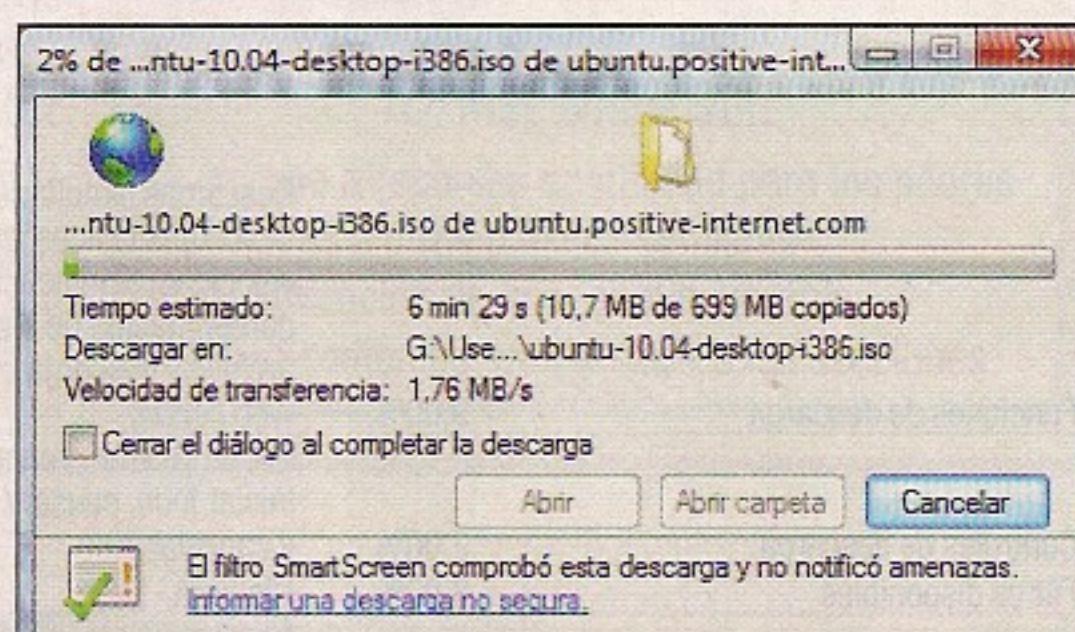 2% de ...ntu-10.04-desktop-i386.iso de ubuntu.positive-int...
...ntu-10.04-desktop-i386.iso de ubuntu.positive-internet.com
Tiempo estimado: 6 min 29 s (10,7 MB de 699 MB copiados)
Descargar en: G:\Use...\ubuntu-10.04-desktop-i386.iso
Velocidad de transferencia: 1,76 MB/s
Cerrar el diálogo al completar la descarga
Abrir Abrir carpeta Cancelar
El filtro SmartScreen comprobó esta descarga y no notificó amenazas.
Informar una descarga no segura.